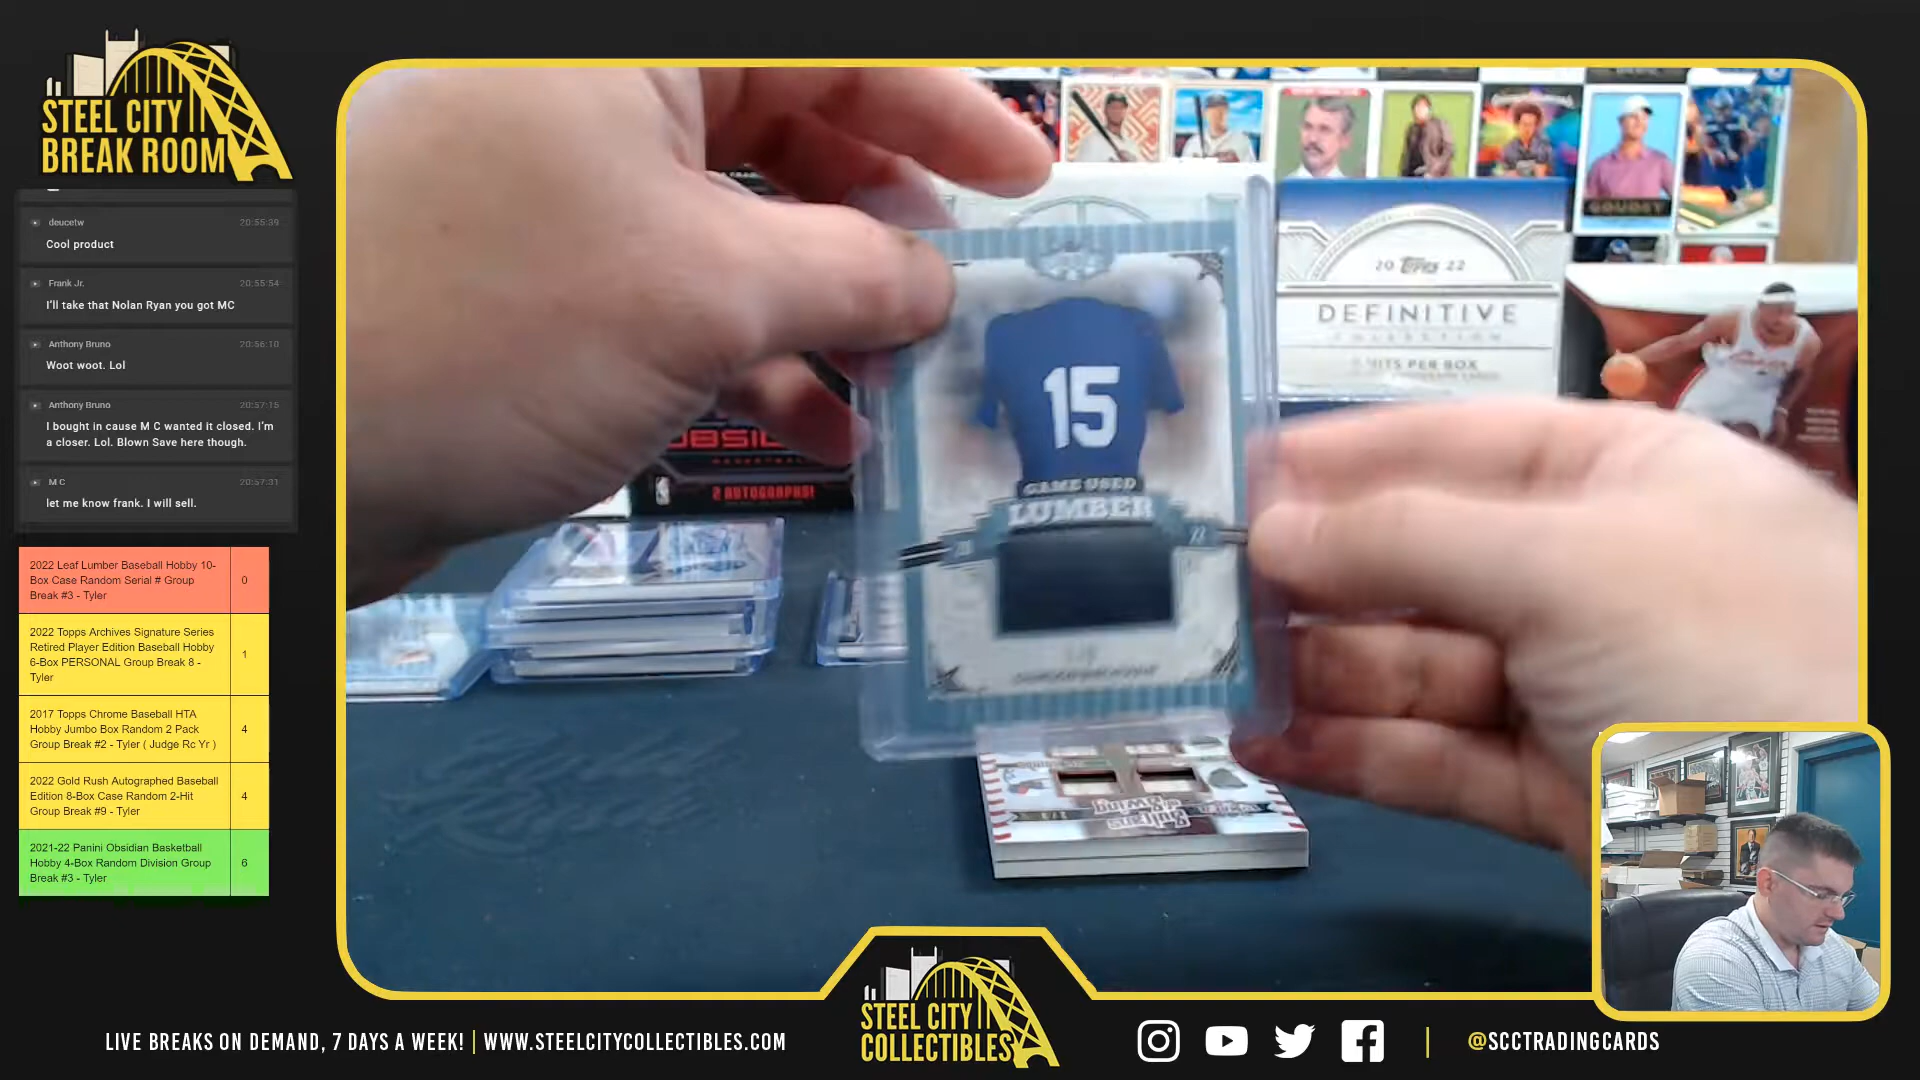 STEEL CITY
BREAK ROOM
deucetw 20:55:39
Cool product
Frank Jr. 20:55:54
I'll take that Nolan Ryan you got MC
Anthony Bruno 20:56:10
Woot woot. Lol
Anthony Bruno 20:57:15
I bought in cause M C wanted it closed. I'm
a closer. Lol. Blown Save here though.
M C 20:57:31
let me know frank. I will sell.
2022 Leaf Lumber Baseball Hobby 10-
Box Case Random Serial # Group
Break #3 - Tyler
0
2022 Topps Archives Signature Series
Retired Player Edition Baseball Hobby
6-Box PERSONAL Group Break 8 -
Tyler
1
2017 Topps Chrome Baseball HTA
Hobby Jumbo Box Random 2 Pack
Group Break #2 - Tyler ( Judge Rc Yr )
4
2022 Gold Rush Autographed Baseball
Edition 8-Box Case Random 2-Hit
Group Break #9 - Tyler
4
2021-22 Panini Obsidian Basketball
Hobby 4-Box Random Division Group
Break #3 - Tyler
6
15
GAME USED
LUMBER
20 Topps 22
DEFINITIVE
COLLECTION
HITS PER BOX
GOUDEY
2 AUTOGRAPHS!
STEEL CITY
COLLECTIBLES
LIVE BREAKS ON DEMAND, 7 DAYS A WEEK! | WWW.STEELCITYCOLLECTIBLES.COM
@SCCTRADINGCARDS